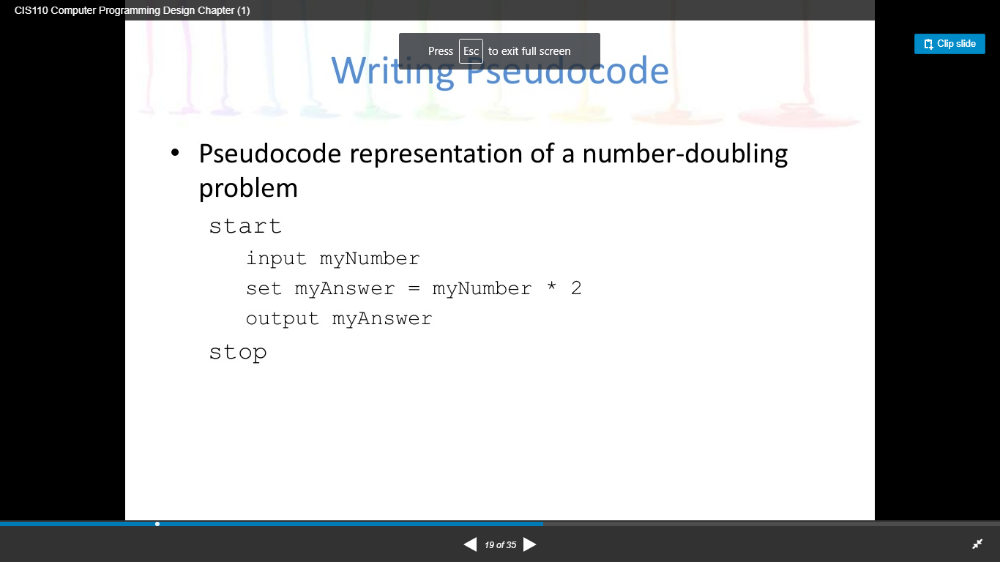 CIS110 Computer Programming Design Chapter (1)
Press Esc to exit full screen
Clip slide
Writing Pseudocode
• Pseudocode representation of a number-doubling
problem
start
input myNumber
set myAnswer = myNumber * 2
output myAnswer
stop
19 of 35